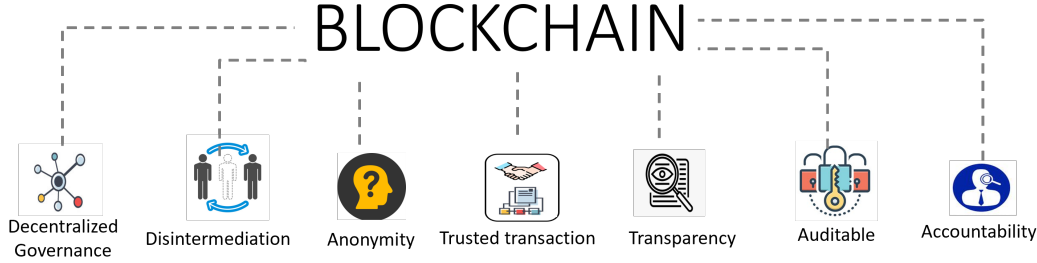 BLOCKCHAIN
Decentralized
Governance
Disintermediation
Anonymity
Trusted transaction
Transparency
Auditable
Accountability